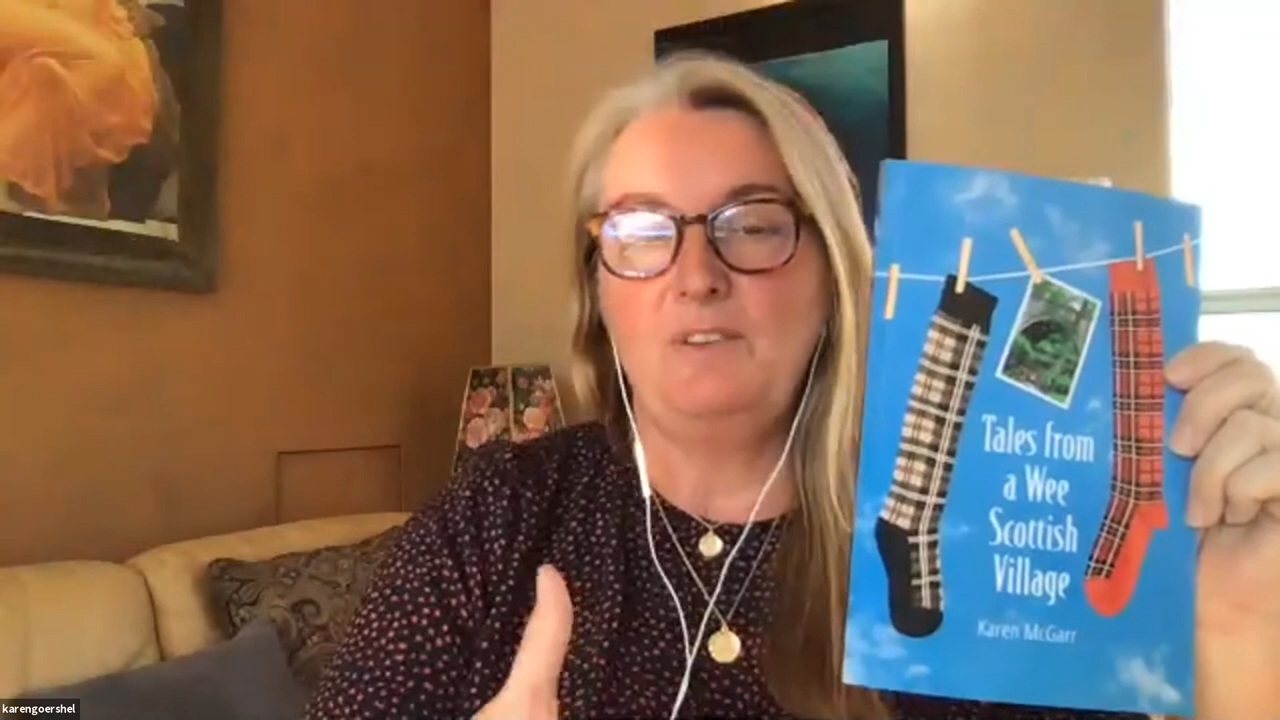 Tales from
a Wee
Scottish
Village
Karen McGarr
karengoershel